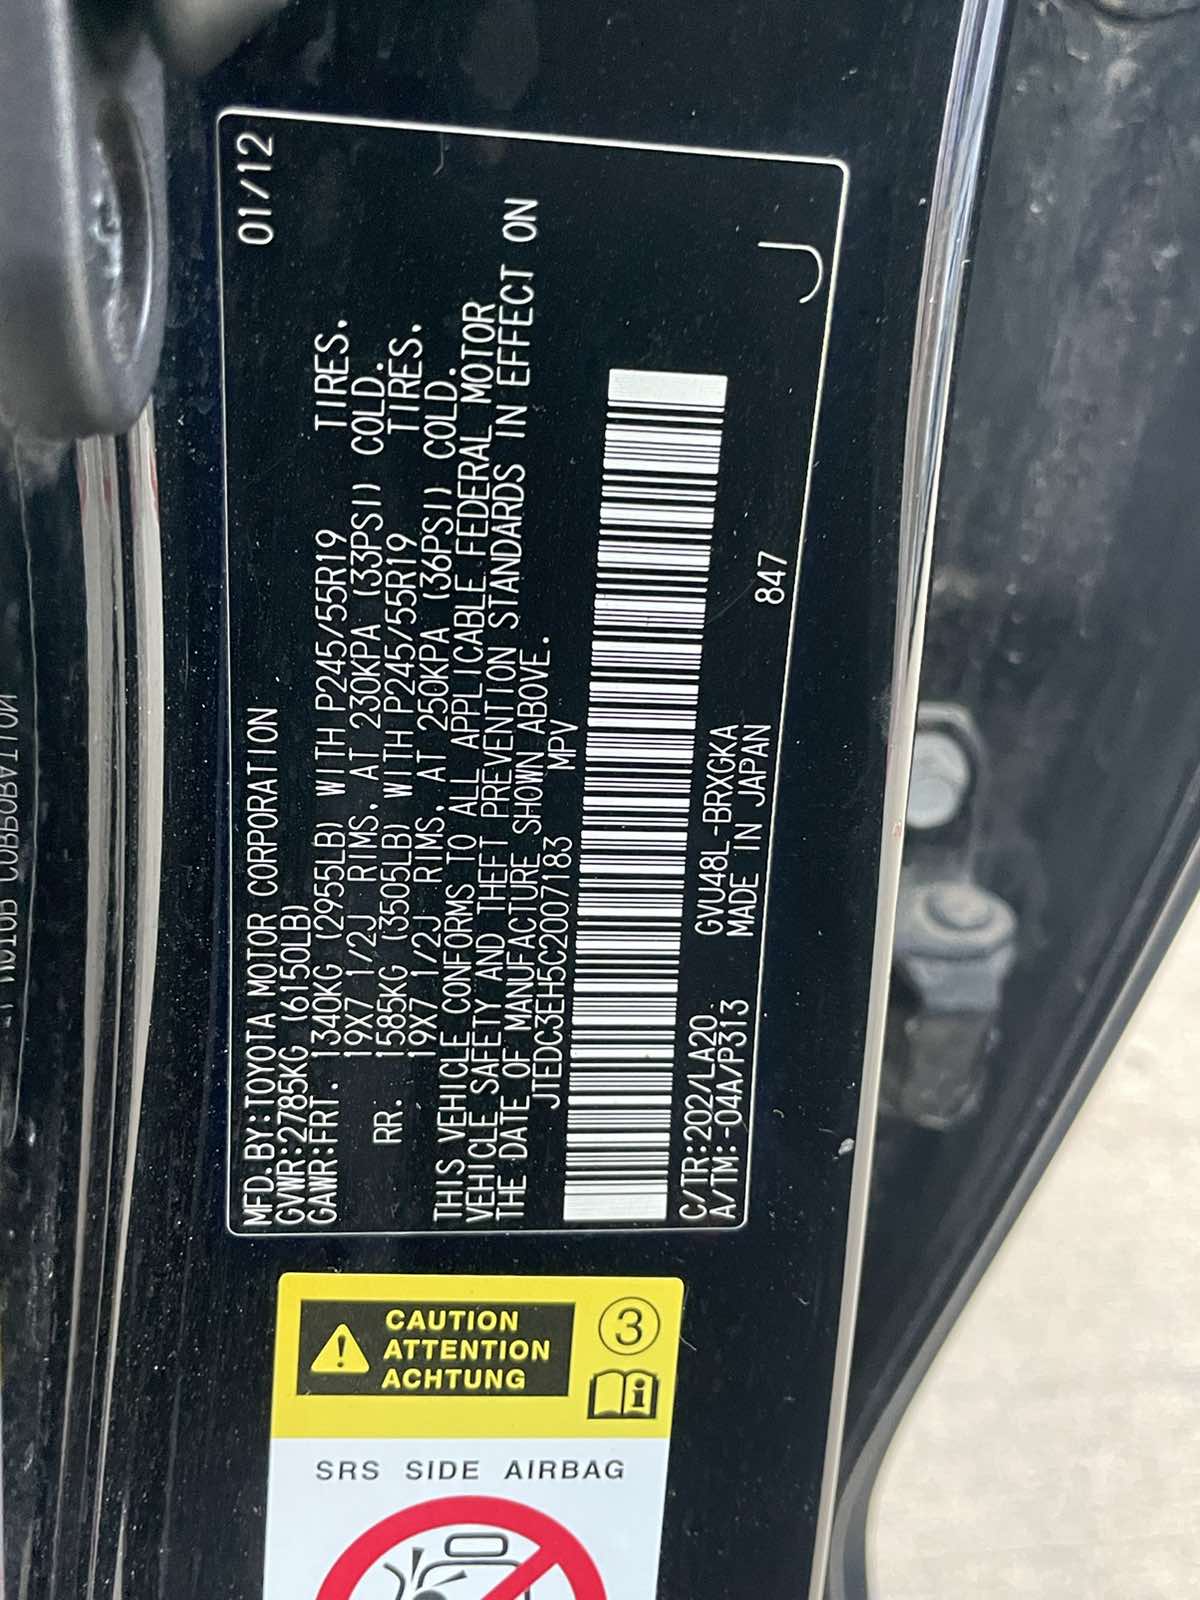 MFD.BY:TOYOTA MOTOR CORPORATION 01/12
GVWR:2785KG (6150LB)
GAWR:FRT. 1340KG (2955LB) WITH P245/55R19 TIRES.
19X7 1/2J RIMS, AT 230KPA (33PSI) COLD.
RR. 1585KG (3505LB) WITH P245/55R19 TIRES.
19X7 1/2J RIMS, AT 250KPA (36PSI) COLD.
THIS VEHICLE CONFORMS TO ALL APPLICABLE FEDERAL MOTOR
VEHICLE SAFETY AND THEFT PREVENTION STANDARDS IN EFFECT ON
THE DATE OF MANUFACTURE SHOWN ABOVE.
JTEDC3EH5C2007183 MPV
C/TR:202/LA20 GVU48L-BRXGKA
A/TM:-04A/P313 MADE IN JAPAN 847 J
CAUTION
ATTENTION
ACHTUNG
3
i
SRS SIDE AIRBAG